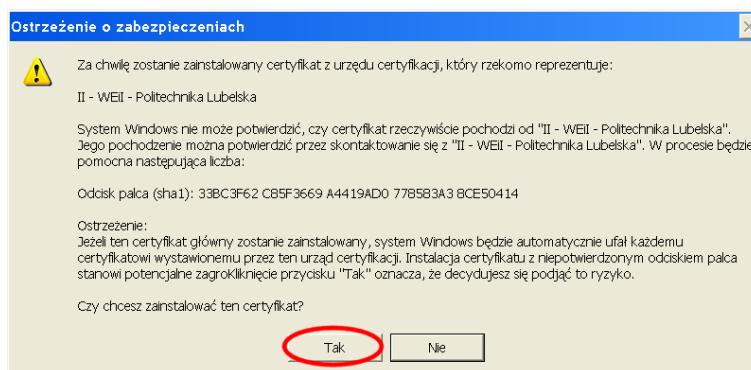 Ostrzeżenie o zabezpieczeniach
Za chwilę zostanie zainstalowany certyfikat z urzędu certyfikacji, który rzekomo reprezentuje:
II - WEiI - Politechnika Lubelska
System Windows nie może potwierdzić, czy certyfikat rzeczywiście pochodzi od "II - WEiI - Politechnika Lubelska".
Jego pochodzenie można potwierdzić przez skontaktowanie się z "II - WEiI - Politechnika Lubelska". W procesie będzie
pomocna następująca liczba:
Odcisk palca (sha1): 33BC3F62 C85F3669 A4419AD0 778583A3 8CE50414
Ostrzeżenie:
Jeżeli ten certyfikat główny zostanie zainstalowany, system Windows będzie automatycznie ufał każdemu
certyfikatowi wystawionemu przez ten urząd certyfikacji. Instalacja certyfikatu z niepotwierdzonym odciskiem palca
stanowi potencjalne zagrokliknięcie przycisku "Tak" oznacza, że decydujesz się podjąć to ryzyko.
Czy chcesz zainstalować ten certyfikat?
Tak Nie